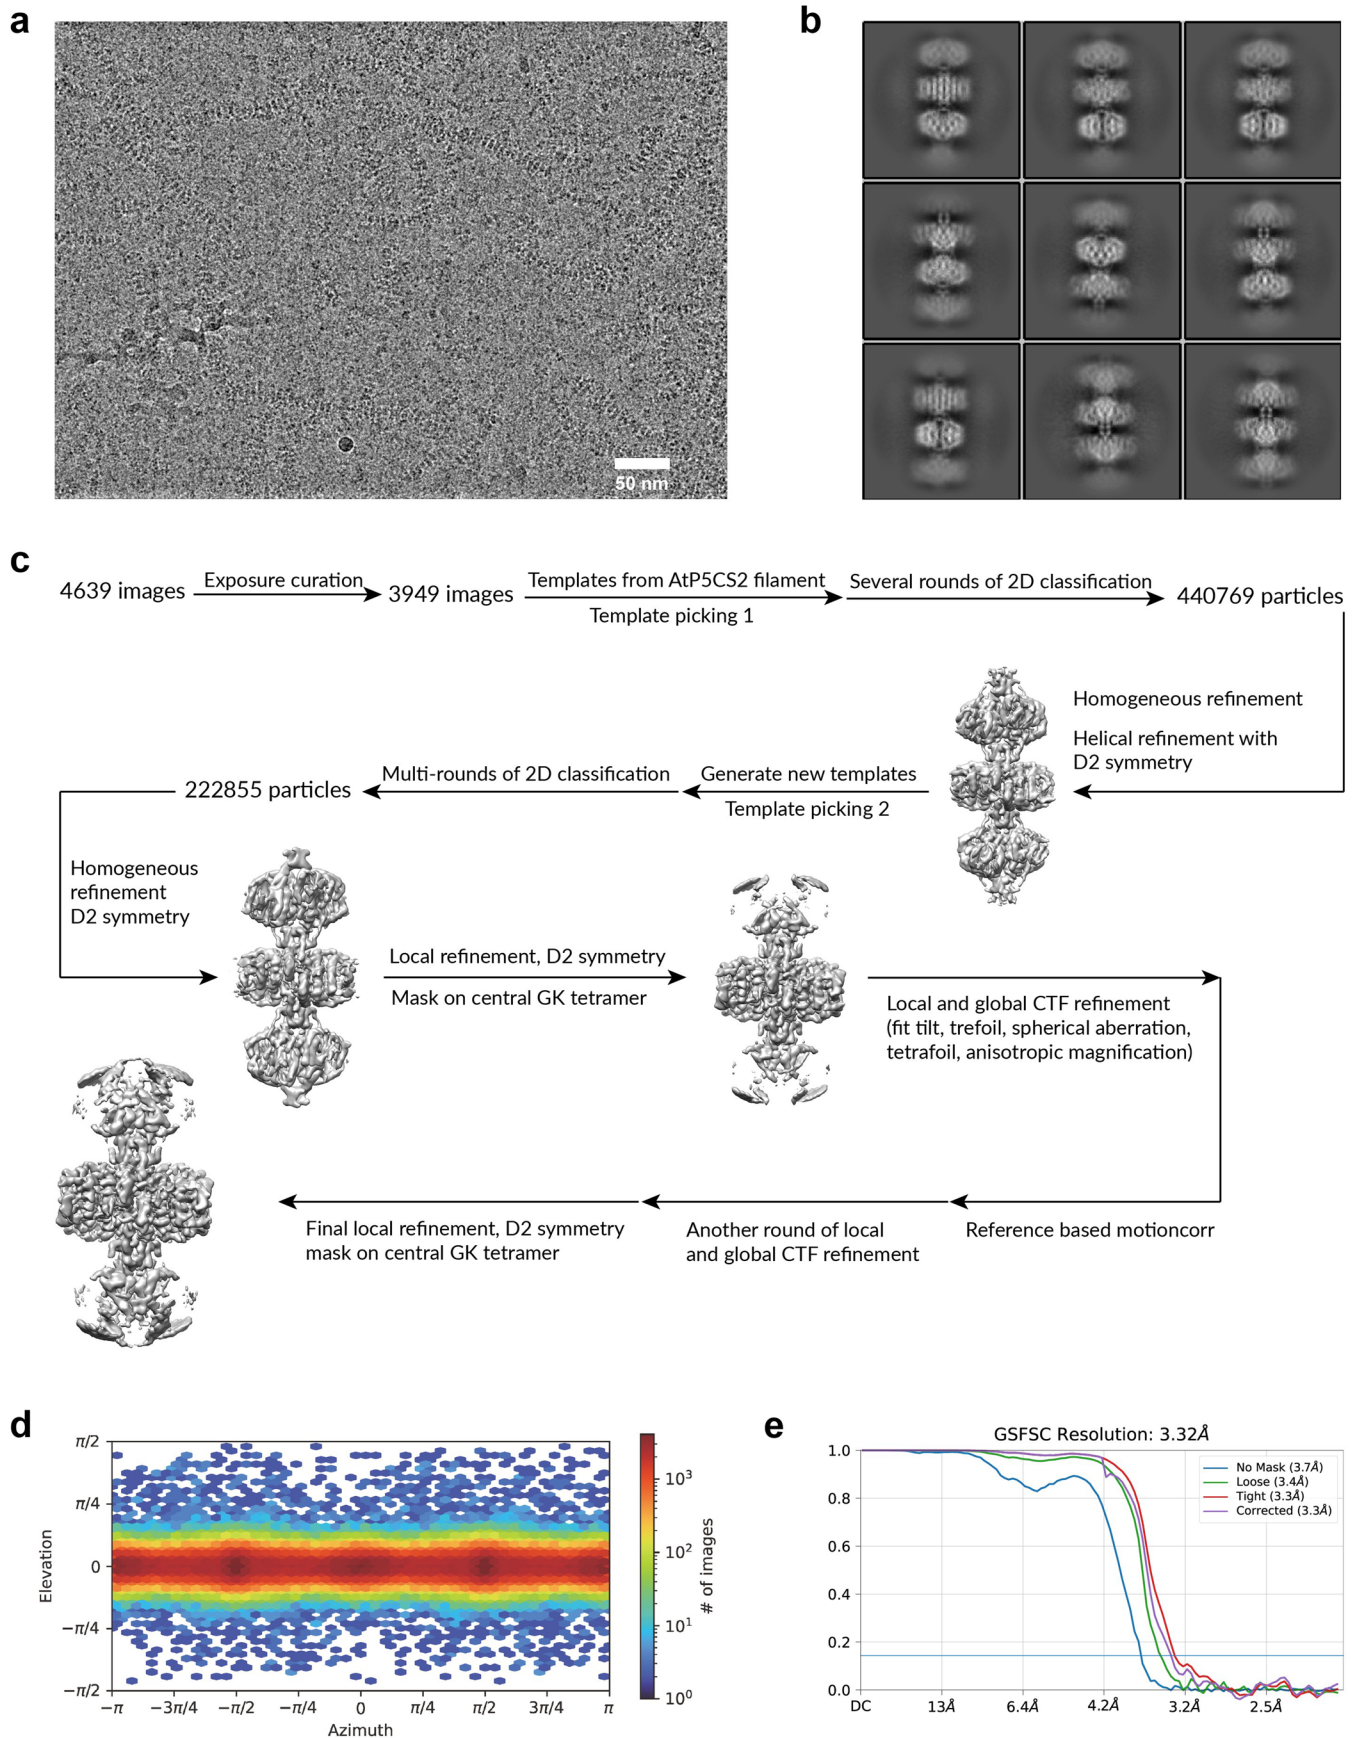 a
b
50 nm
c
4639 images
Exposure curation
3949 images
Templates from AtP5CS2 filament
Template picking 1
Several rounds of 2D classification
440769 particles
Homogeneous refinement
Helical refinement with
D2 symmetry
Generate new templates
Template picking 2
Multi-rounds of 2D classification
222855 particles
Homogeneous
refinement
D2 symmetry
Local refinement, D2 symmetry
Mask on central GK tetramer
Local and global CTF refinement
(fit tilt, trefoil, spherical aberration,
tetrafoil, anisotropic magnification)
Reference based motioncorr
Another round of local
and global CTF refinement
Final local refinement, D2 symmetry
mask on central GK tetramer
d
π/2
π/4
0
−π/4
−π/2
Elevation
−π −3π/4 −π/2 −π/4 0 π/4 π/2 3π/4 π
Azimuth
10³
10²
10¹
10⁰
# of images
e
GSFSC Resolution: 3.32Å
1.0
0.8
0.6
0.4
0.2
0.0
No Mask (3.7Å)
Loose (3.4Å)
Tight (3.3Å)
Corrected (3.3Å)
DC 13Å 6.4Å 4.2Å 3.2Å 2.5Å